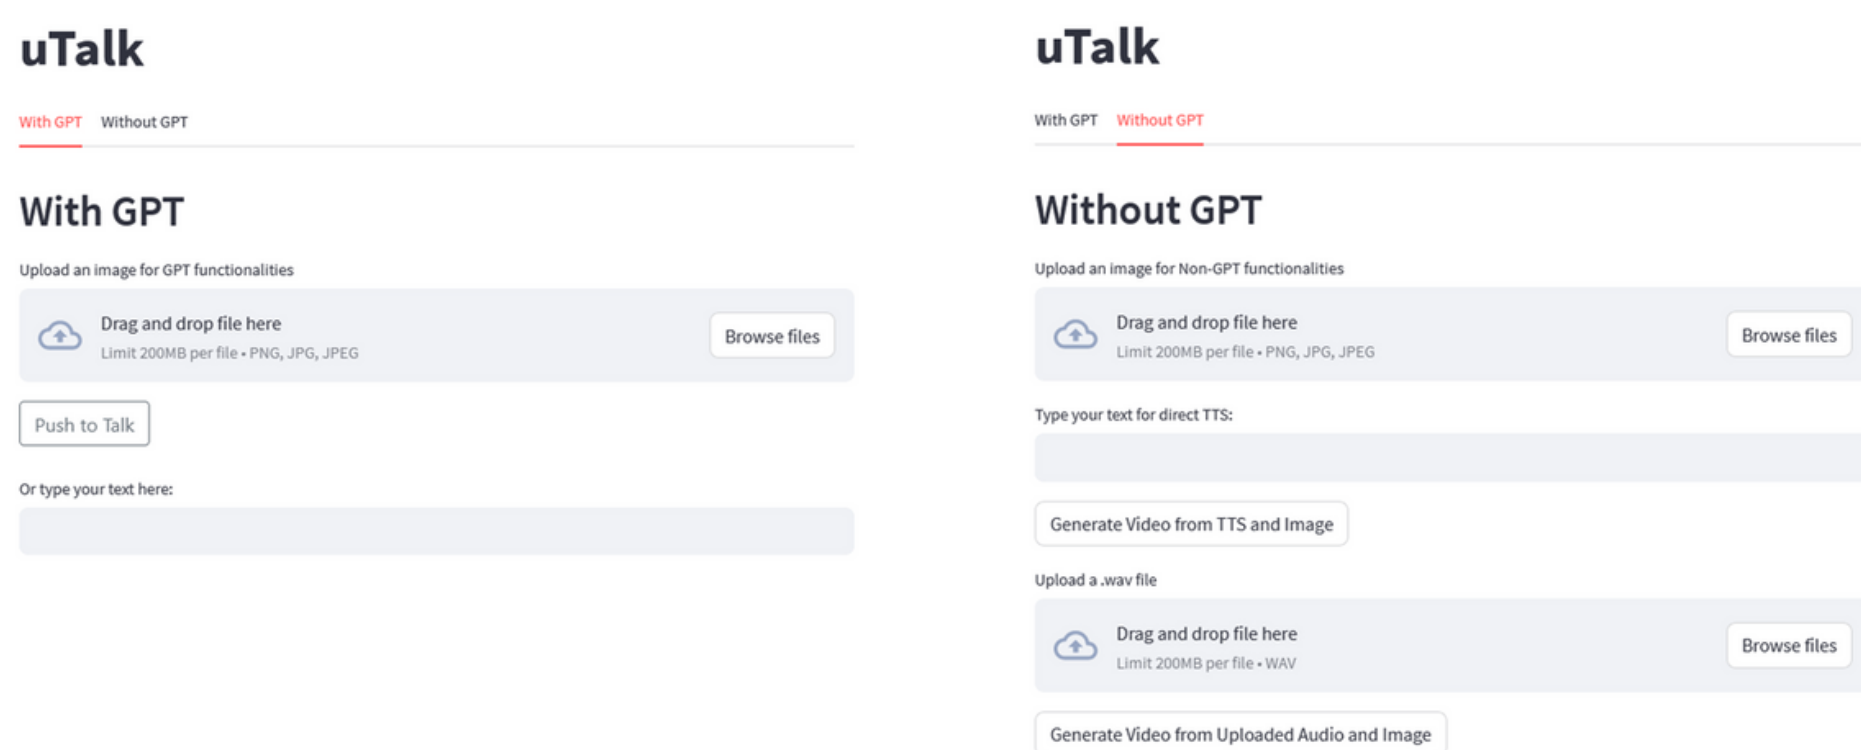 uTalk
With GPT Without GPT
With GPT
Upload an image for GPT functionalities
Drag and drop file here
Limit 200MB per file • PNG, JPG, JPEG
Browse files
Push to Talk
Or type your text here:
uTalk
With GPT Without GPT
Without GPT
Upload an image for Non-GPT functionalities
Drag and drop file here
Limit 200MB per file • PNG, JPG, JPEG
Browse files
Type your text for direct TTS:
Generate Video from TTS and Image
Upload a .wav file
Drag and drop file here
Limit 200MB per file • WAV
Browse files
Generate Video from Uploaded Audio and Image